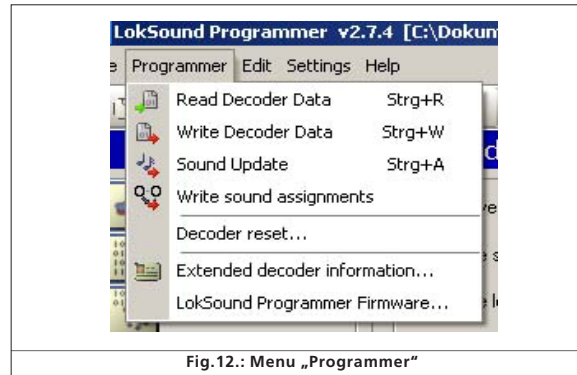 LokSound Programmer v2.7.4 [C:\Dokum
Programmer Edit Settings Help
Read Decoder Data Strg+R
Write Decoder Data Strg+W
Sound Update Strg+A
Write sound assignments
Decoder reset...
Extended decoder information...
LokSound Programmer Firmware...
Fig.12.: Menu „Programmer“